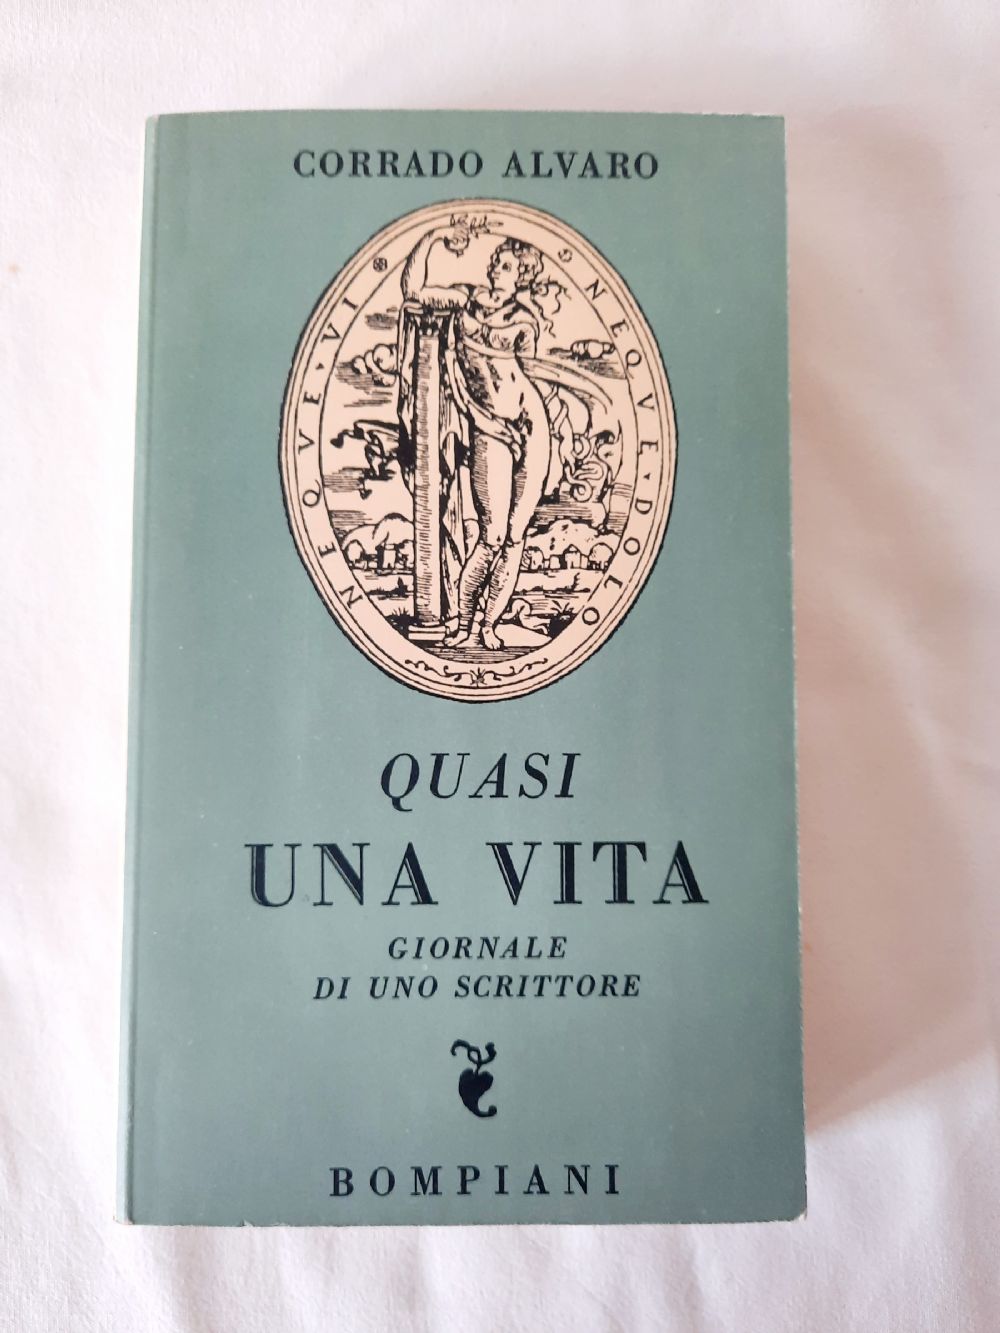 CORRADO ALVARO
NEQVE · VI
NEQVE · DOLO
QUASI
UNA VITA
GIORNALE
DI UNO SCRITTORE
BOMPIANI